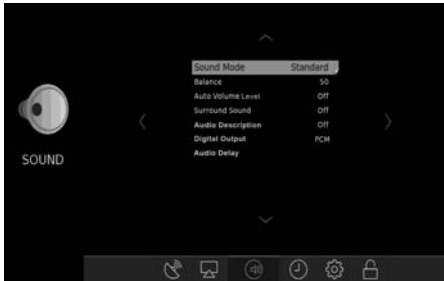 Sound Mode Standard
Balance 50
Auto Volume Level Off
Surround Sound Off
Audio Description Off
Digital Output PCM
Audio Delay
SOUND